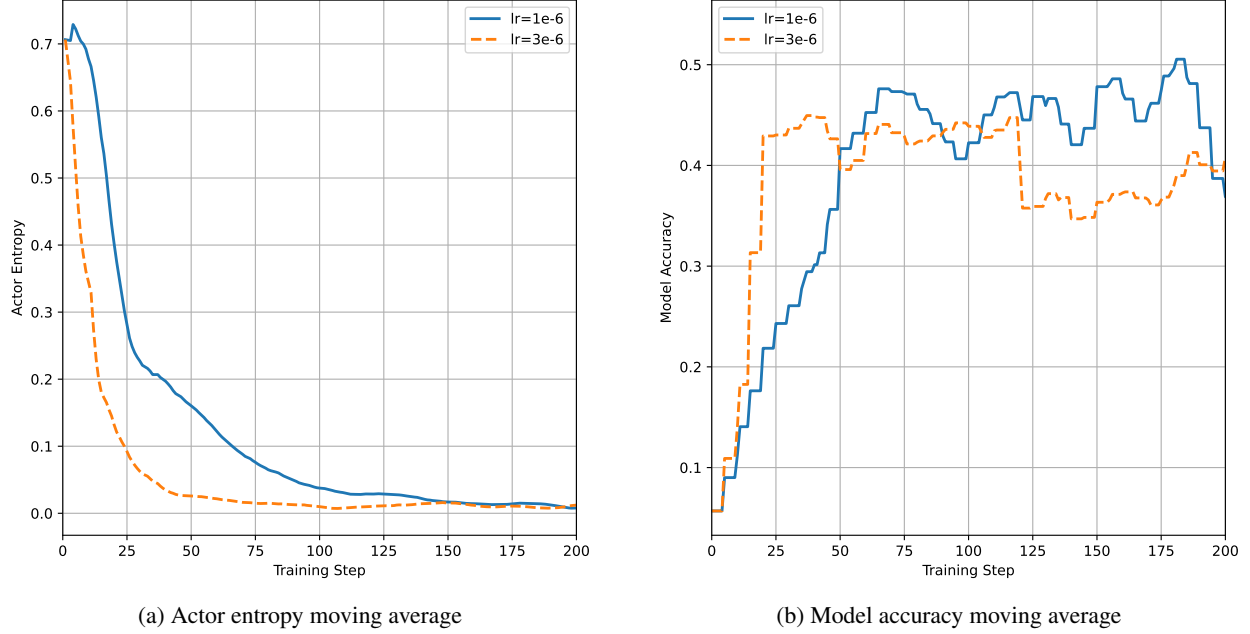 lr=1e-6
lr=3e-6
0.7
0.6
0.5
0.4
0.3
0.2
0.1
0.0
Actor Entropy
0 25 50 75 100 125 150 175 200
Training Step
(a) Actor entropy moving average
lr=1e-6
lr=3e-6
0.5
0.4
0.3
0.2
0.1
Model Accuracy
0 25 50 75 100 125 150 175 200
Training Step
(b) Model accuracy moving average